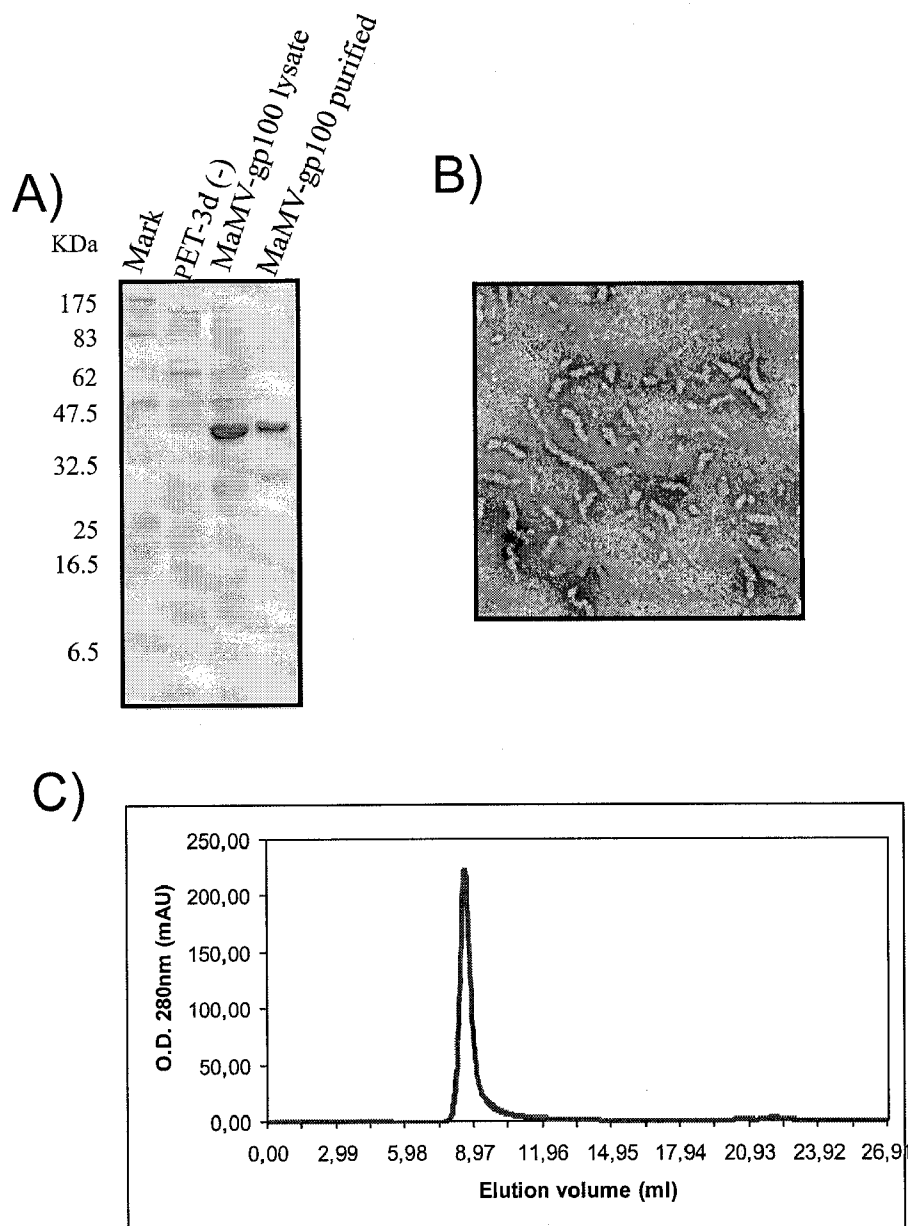 A)
KDa
Mark
PET-3d (-)
MaMV-gp100 lysate
MaMV-gp100 purified
175
83
62
47.5
32.5
25
16.5
6.5
B)
C)
O.D. 280nm (mAU)
250,00
200,00
150,00
100,00
50,00
0,00
0,00 2,99 5,98 8,97 11,96 14,95 17,94 20,93 23,92 26,91
Elution volume (ml)